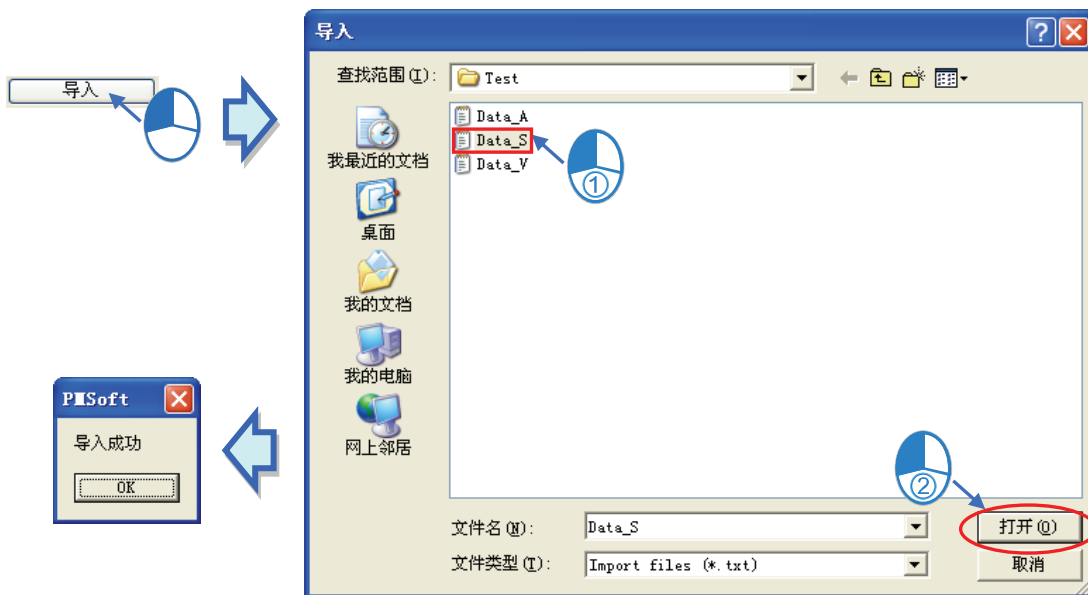 导入
导入
查找范围(I):
Test
Data_A
Data_S
Data_V
我最近的文档
桌面
我的文档
我的电脑
网上邻居
①
②
文件名(N):
Data_S
打开(O)
文件类型(T):
Import files (*.txt)
取消
PMSoft
导入成功
OK